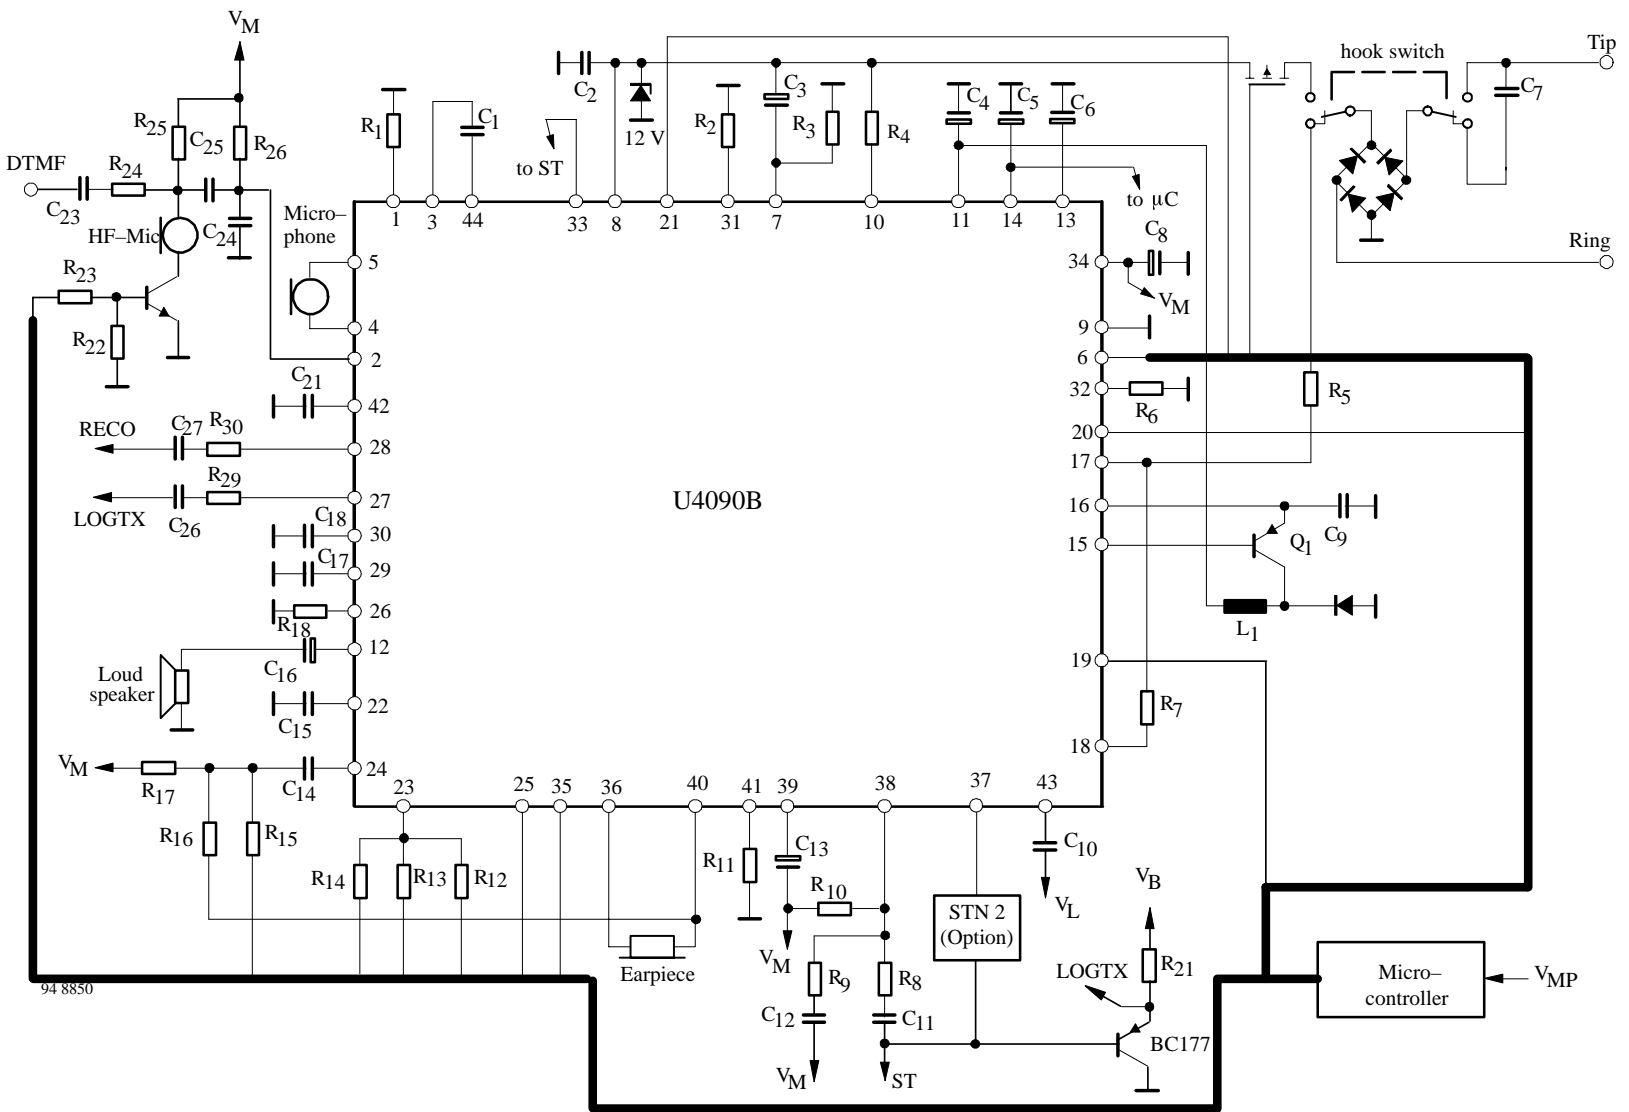 VM
hook switch
Tip
C2
C3
C4
C5
C6
C7
R25
C25
R26
R1
C1
12 V
R2
R3
R4
to ST
DTMF
R24
C23
to µC
1
3
44
33
8
21
31
7
10
11
14
13
HF–Mic
C24
Micro–
phone
C8
Ring
5
34
VM
R23
4
9
R22
2
6
C21
42
32
R6
R5
RECO
C27
R30
28
20
17
R29
27
U4090B
LOGTX
C26
16
C18
30
15
Q1
C9
C17
29
26
R18
L1
12
C16
19
Loud
speaker
22
C15
R7
18
VM
R17
C14
24
23
25
35
36
40
41
39
38
37
43
R16
R15
R11
C13
C10
R14
R13
R12
R10
VB
VL
STN 2
(Option)
VM
Earpiece
R9
R8
LOGTX
R21
Micro–
controller
VMP
94 8850
C12
C11
BC177
VM
ST